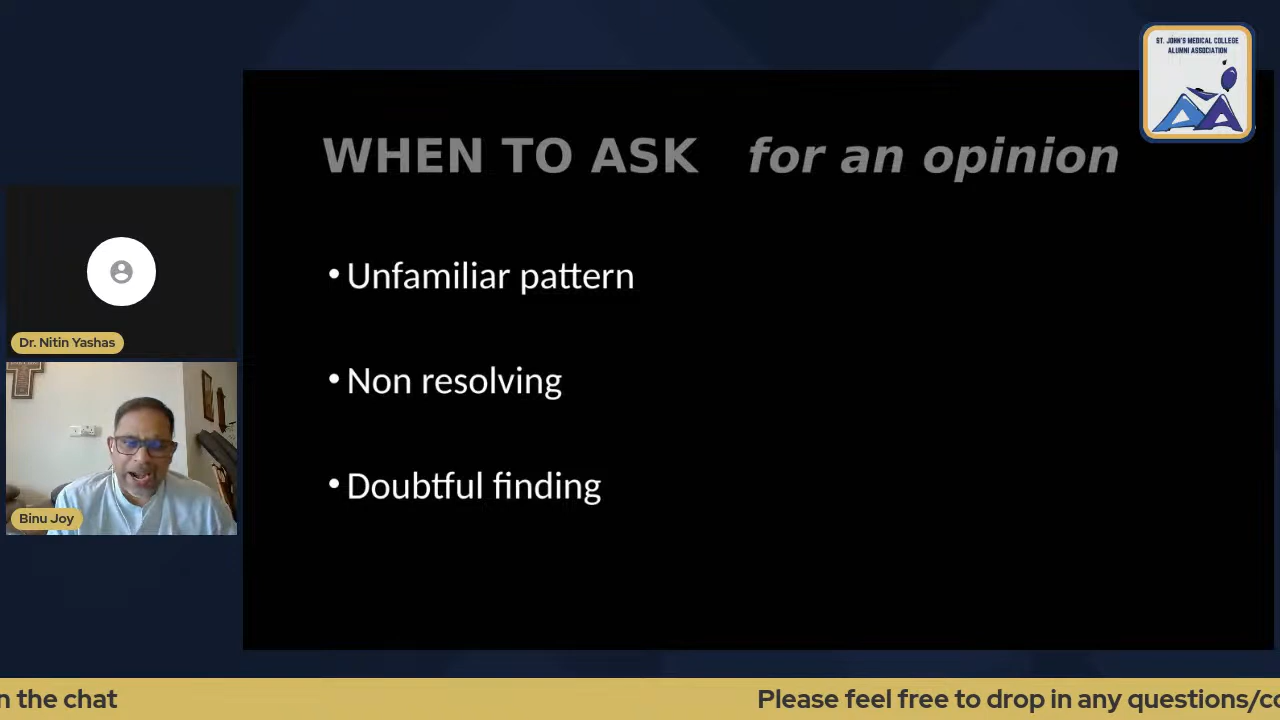 ST. JOHN'S MEDICAL COLLEGE
ALUMNI ASSOCIATION
WHEN TO ASK for an opinion
• Unfamiliar pattern
• Non resolving
• Doubtful finding
Dr. Nitin Yashas
Binu Joy
n the chat
Please feel free to drop in any questions/co